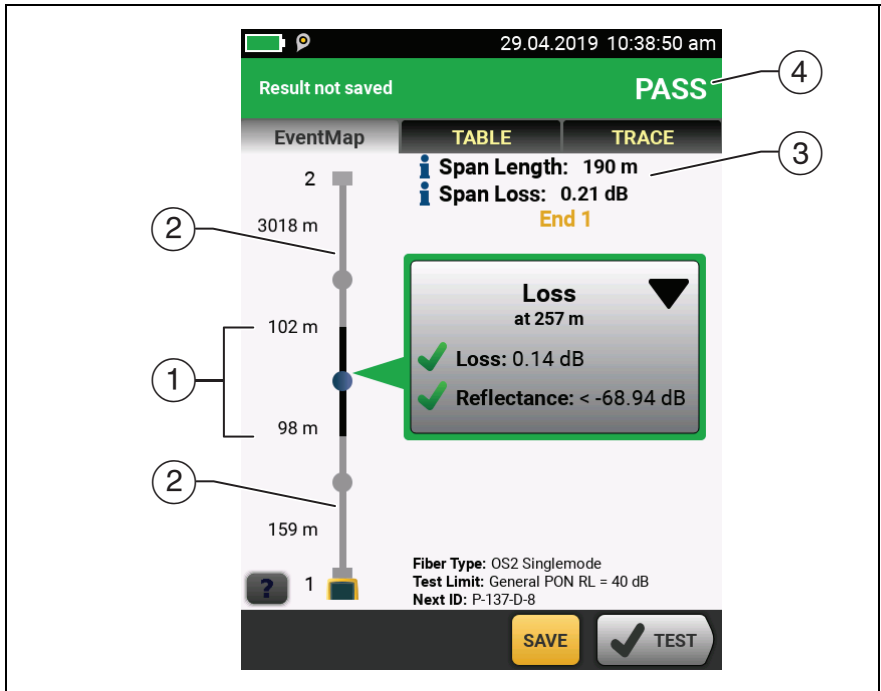 29.04.2019 10:38:50 am
Result not saved
PASS
4
EventMap
TABLE
TRACE
3
Span Length: 190 m
Span Loss: 0.21 dB
End 1
2
3018 m
2
Loss
at 257 m
102 m
Loss: 0.14 dB
Reflectance: < -68.94 dB
1
98 m
2
159 m
1
?
Fiber Type: OS2 Singlemode
Test Limit: General PON RL = 40 dB
Next ID: P-137-D-8
SAVE
TEST